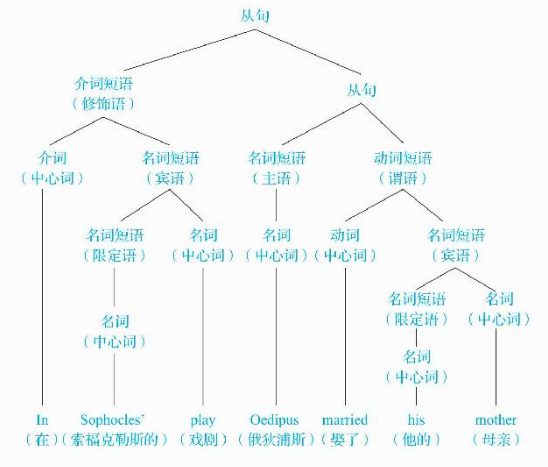 从句
介词短语
（修饰语）
从句
介词
（中心词）
名词短语
（宾语）
名词短语
（主语）
动词短语
（谓语）
名词短语
（限定语）
名词
（中心词）
名词
（中心词）
动词
（中心词）
名词短语
（宾语）
名词
（中心词）
名词短语
（限定语）
名词
（中心词）
名词
（中心词）
In Sophocles' play Oedipus married his mother
（在）（索福克勒斯的）（戏剧）（俄狄浦斯）（娶了）（他的）（母亲）